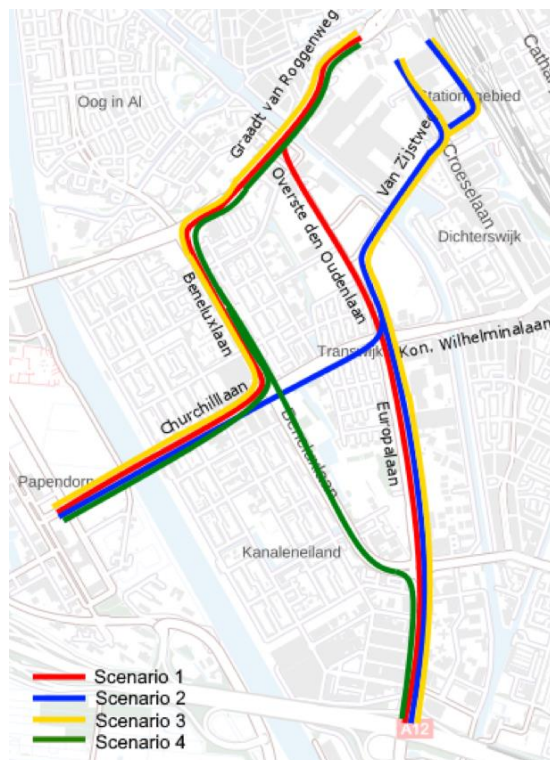 Graadt van Roggenweg
Oog in Al
Stationsgebied
Van Zijstweg
Croeselaan
Overste den Oudenlaan
Dichterswijk
Beneluxlaan
Transwijk
Kon. Wilhelminalaan
Churchilllaan
Europalaan
Beneluxlaan
Papendorp
Kanaleneiland
Scenario 1
Scenario 2
Scenario 3
Scenario 4
A12